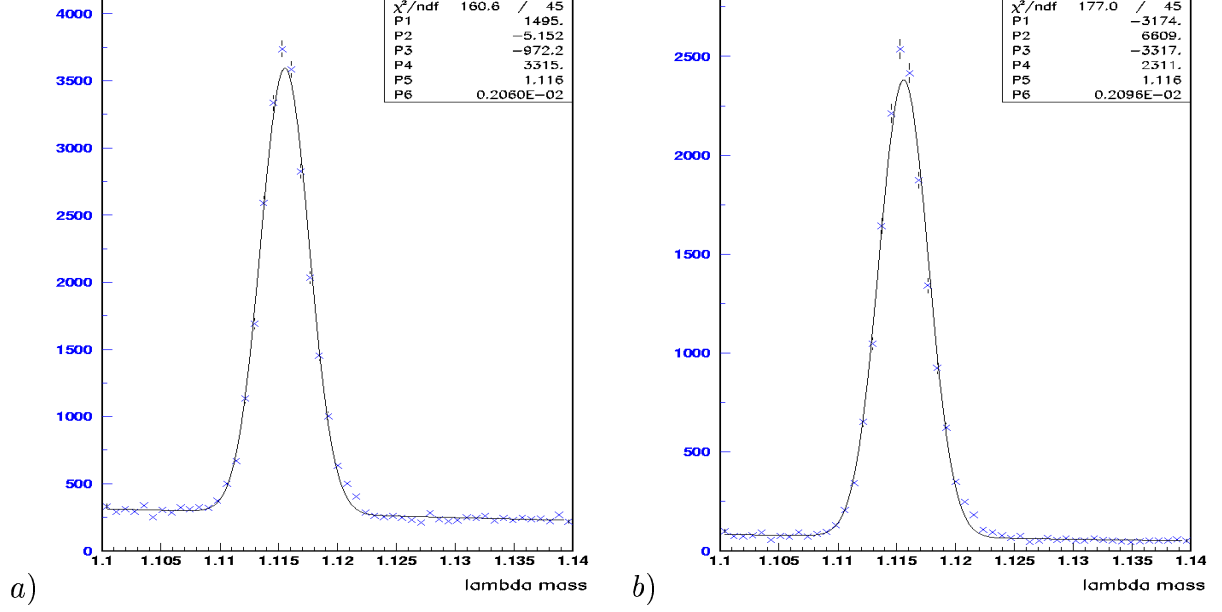 χ²/ndf 160.6 / 45
P1 1495.
P2 −5.152
P3 −972.2
P4 3315.
P5 1.116
P6 0.2060E−02
4000
3500
3000
2500
2000
1500
1000
500
0
1.1 1.105 1.11 1.115 1.12 1.125 1.13 1.135 1.14
lambda mass
a)
χ²/ndf 177.0 / 45
P1 −3174.
P2 6609.
P3 −3317.
P4 2311.
P5 1.116
P6 0.2096E−02
2500
2000
1500
1000
500
0
1.1 1.105 1.11 1.115 1.12 1.125 1.13 1.135 1.14
lambda mass
b)